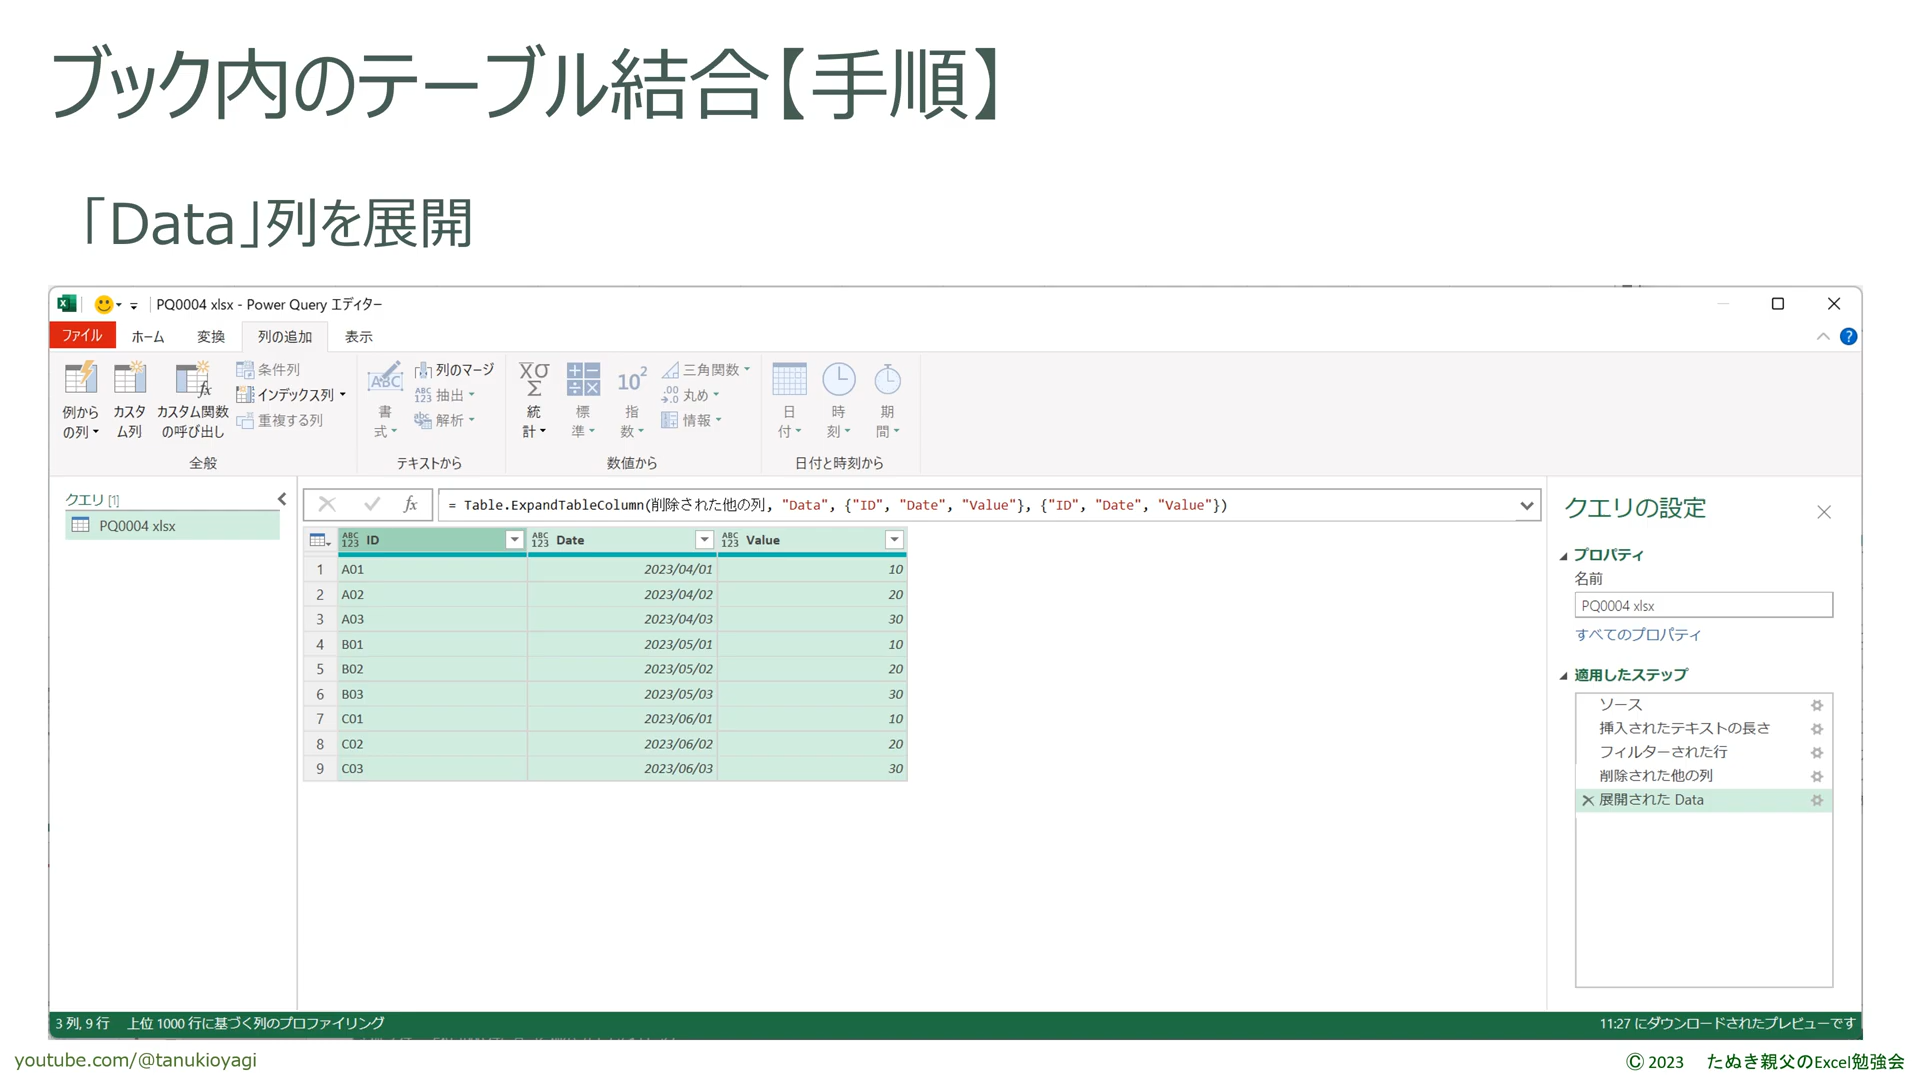 ブック内のテーブル結合【手順】
「Data」列を展開
PQ0004 xlsx - Power Query エディター
ファイル ホーム 変換 列の追加 表示
?
例から
の列
カスタ
ム列
カスタム関数
の呼び出し
条件列
インデックス列
重複する列
全般
ABC
書
式
列のマージ
抽出
解析
テキストから
統
計
標
準
10²
指
数
三角関数
丸め
情報
数値から
日
付
時
刻
期
間
日付と時刻から
クエリ [1]
PQ0004 xlsx
fx
= Table.ExpandTableColumn(削除された他の列, "Data", {"ID", "Date", "Value"}, {"ID", "Date", "Value"})
ABC 123 ID ABC 123 Date ABC 123 Value
1 A01 2023/04/01 10
2 A02 2023/04/02 20
3 A03 2023/04/03 30
4 B01 2023/05/01 10
5 B02 2023/05/02 20
6 B03 2023/05/03 30
7 C01 2023/06/01 10
8 C02 2023/06/02 20
9 C03 2023/06/03 30
クエリの設定
プロパティ
名前
PQ0004 xlsx
すべてのプロパティ
適用したステップ
ソース
挿入されたテキストの長さ
フィルターされた行
削除された他の列
展開された Data
3 列, 9 行 上位 1000 行に基づく列のプロファイリング
11:27 にダウンロードされたプレビューです
youtube.com/@tanukioyagi
© 2023 たぬき親父のExcel勉強会